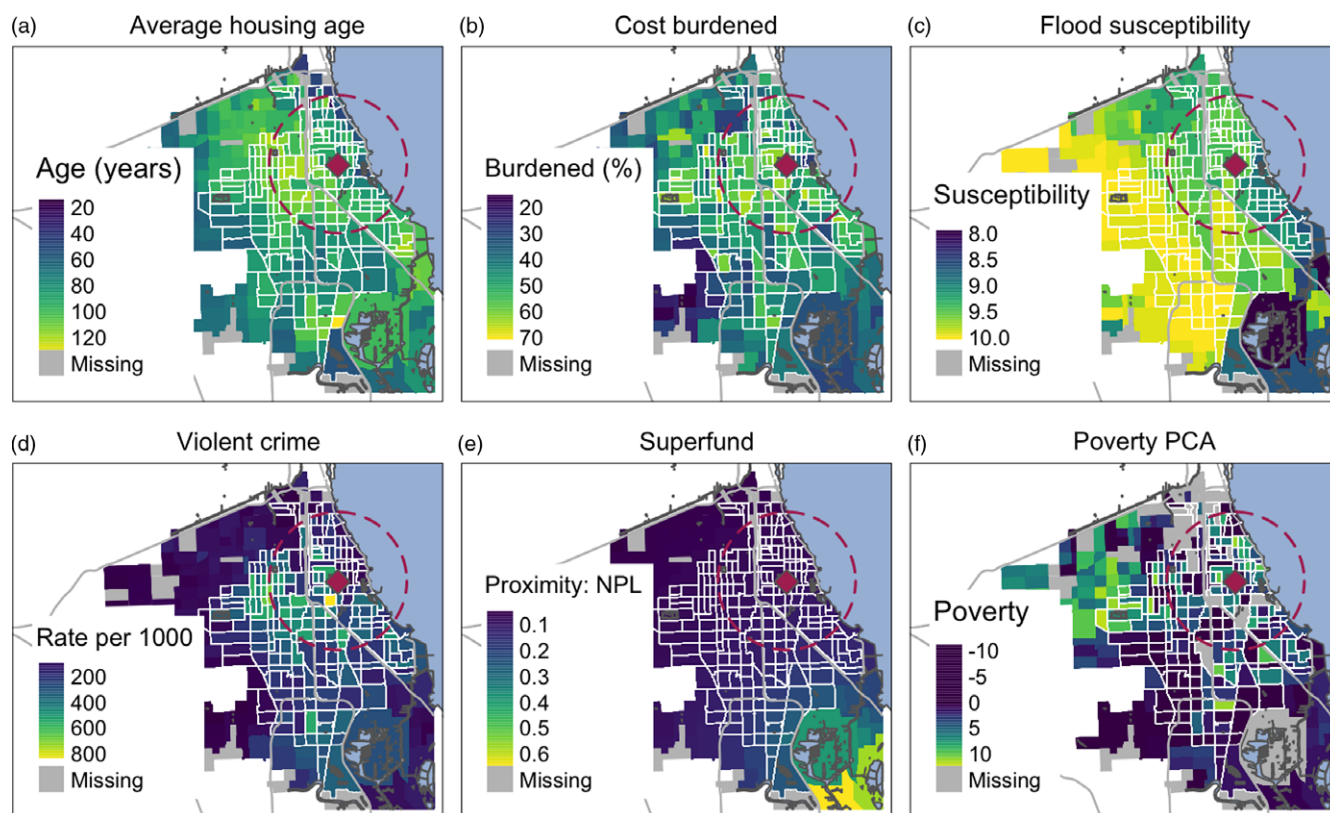 (a) Average housing age
(b) Cost burdened
(c) Flood susceptibility
Age (years)
20
40
60
80
100
120
Missing
Burdened (%)
20
30
40
50
60
70
Missing
Susceptibility
8.0
8.5
9.0
9.5
10.0
Missing
(d) Violent crime
(e) Superfund
(f) Poverty PCA
Rate per 1000
200
400
600
800
Missing
Proximity: NPL
0.1
0.2
0.3
0.4
0.5
0.6
Missing
Poverty
-10
-5
0
5
10
Missing